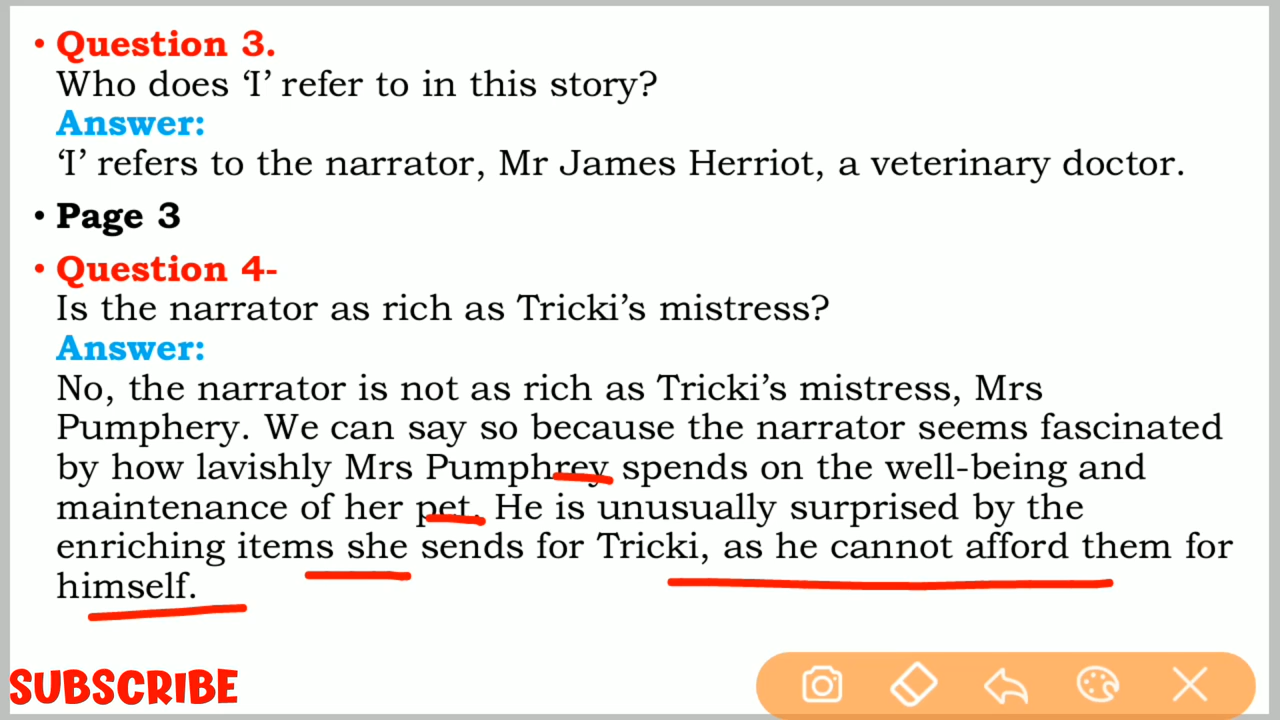 • Question 3.
Who does ‘I’ refer to in this story?
Answer:
‘I’ refers to the narrator, Mr James Herriot, a veterinary doctor.
• Page 3
• Question 4-
Is the narrator as rich as Tricki’s mistress?
Answer:
No, the narrator is not as rich as Tricki’s mistress, Mrs
Pumphery. We can say so because the narrator seems fascinated
by how lavishly Mrs Pumphrey spends on the well-being and
maintenance of her pet. He is unusually surprised by the
enriching items she sends for Tricki, as he cannot afford them for
himself.
SUBSCRIBE